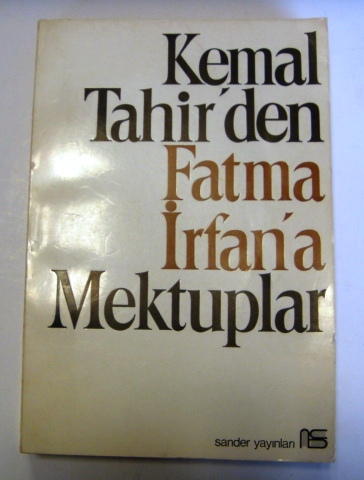 Kemal
Tahir'den
Fatma
İrfan'a
Mektuplar
sander yayınları